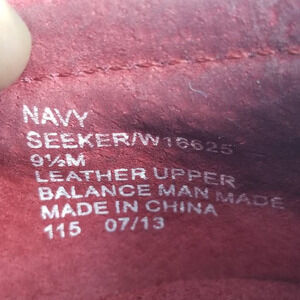 NAVY
SEEKER/W16625
9½M
LEATHER UPPER
BALANCE MAN MADE
MADE IN CHINA
115 07/13